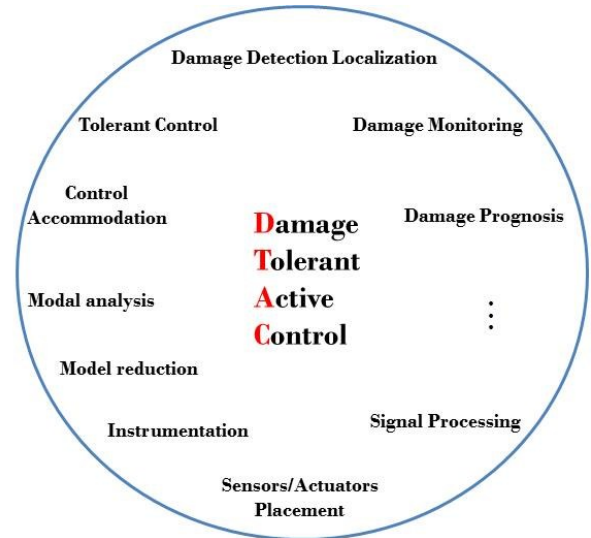 Damage Detection Localization
Tolerant Control
Damage Monitoring
Control
Accommodation
Damage Prognosis
Damage
Tolerant
Active
Control
Modal analysis
⋮
Model reduction
Signal Processing
Instrumentation
Sensors/Actuators
Placement